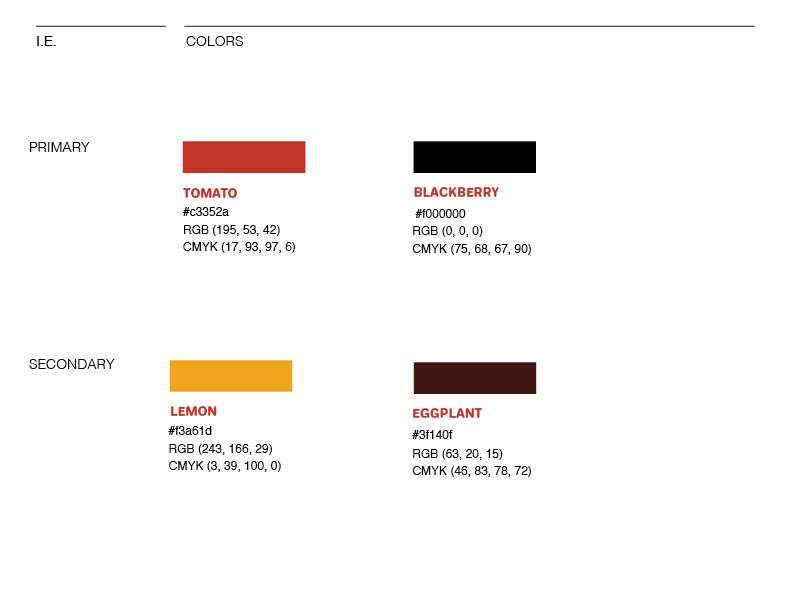 I.E.
COLORS
PRIMARY
TOMATO
#c3352a
RGB (195, 53, 42)
CMYK (17, 93, 97, 6)
BLACKBERRY
#f000000
RGB (0, 0, 0)
CMYK (75, 68, 67, 90)
SECONDARY
LEMON
#f3a61d
RGB (243, 166, 29)
CMYK (3, 39, 100, 0)
EGGPLANT
#3f140f
RGB (63, 20, 15)
CMYK (46, 83, 78, 72)